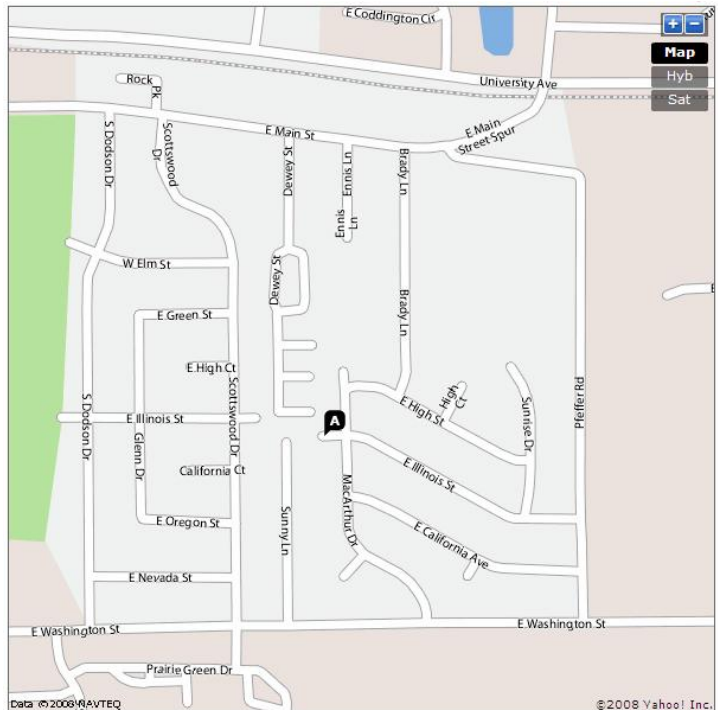 E Coddington Cir
+ −
Map
Hyb
Sat
University Ave
Rock
Pk
E Main St
E Main
Street Spur
S Dodson Dr
Scottswood
Dr
Dewey St
Ennis Ln
Brady Ln
Ennis
Ln
W Elm St
Dewey St
Brady Ln
E Green St
E High Ct
High
Ct
S Dodson Dr
Scottswood Dr
E High St
Sunrise Dr
Pfeffer Rd
E Illinois St
A
Glenn Dr
California Ct
E Illinois St
MacArthur Dr
Sunny Ln
E Oregon St
E California Ave
E Nevada St
E Washington St
E Washington St
Prairie Green Dr
Data © 2008 NAVTEQ
©2008 Yahoo! Inc.